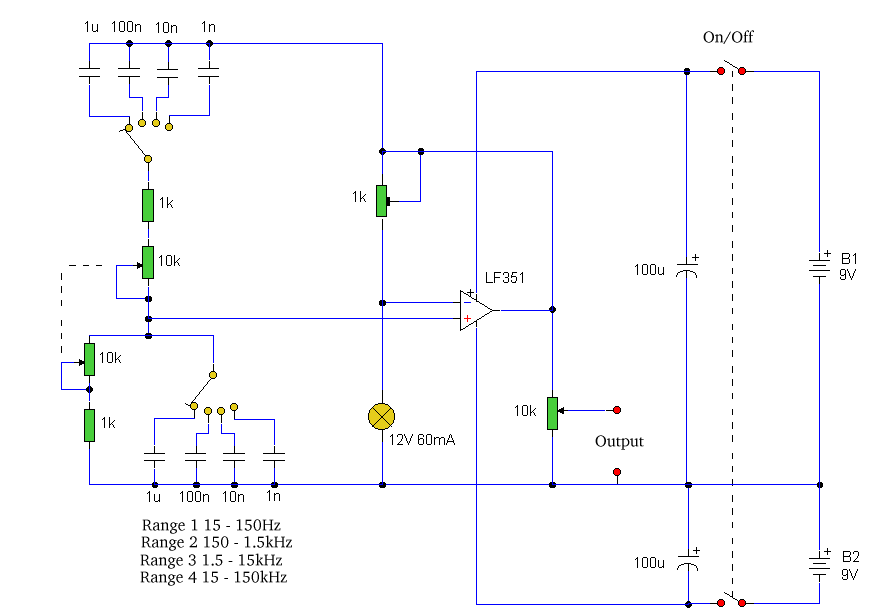 1u 100n 10n 1n
On/Off
1k
1k
10k
100u + + B1
9V
LF351
+
−
+
10k
1k
10k
12V 60mA
Output
1u 100n 10n 1n
Range 1 15 - 150Hz
Range 2 150 - 1.5kHz
Range 3 1.5 - 15kHz
Range 4 15 - 150kHz
100u + + B2
9V